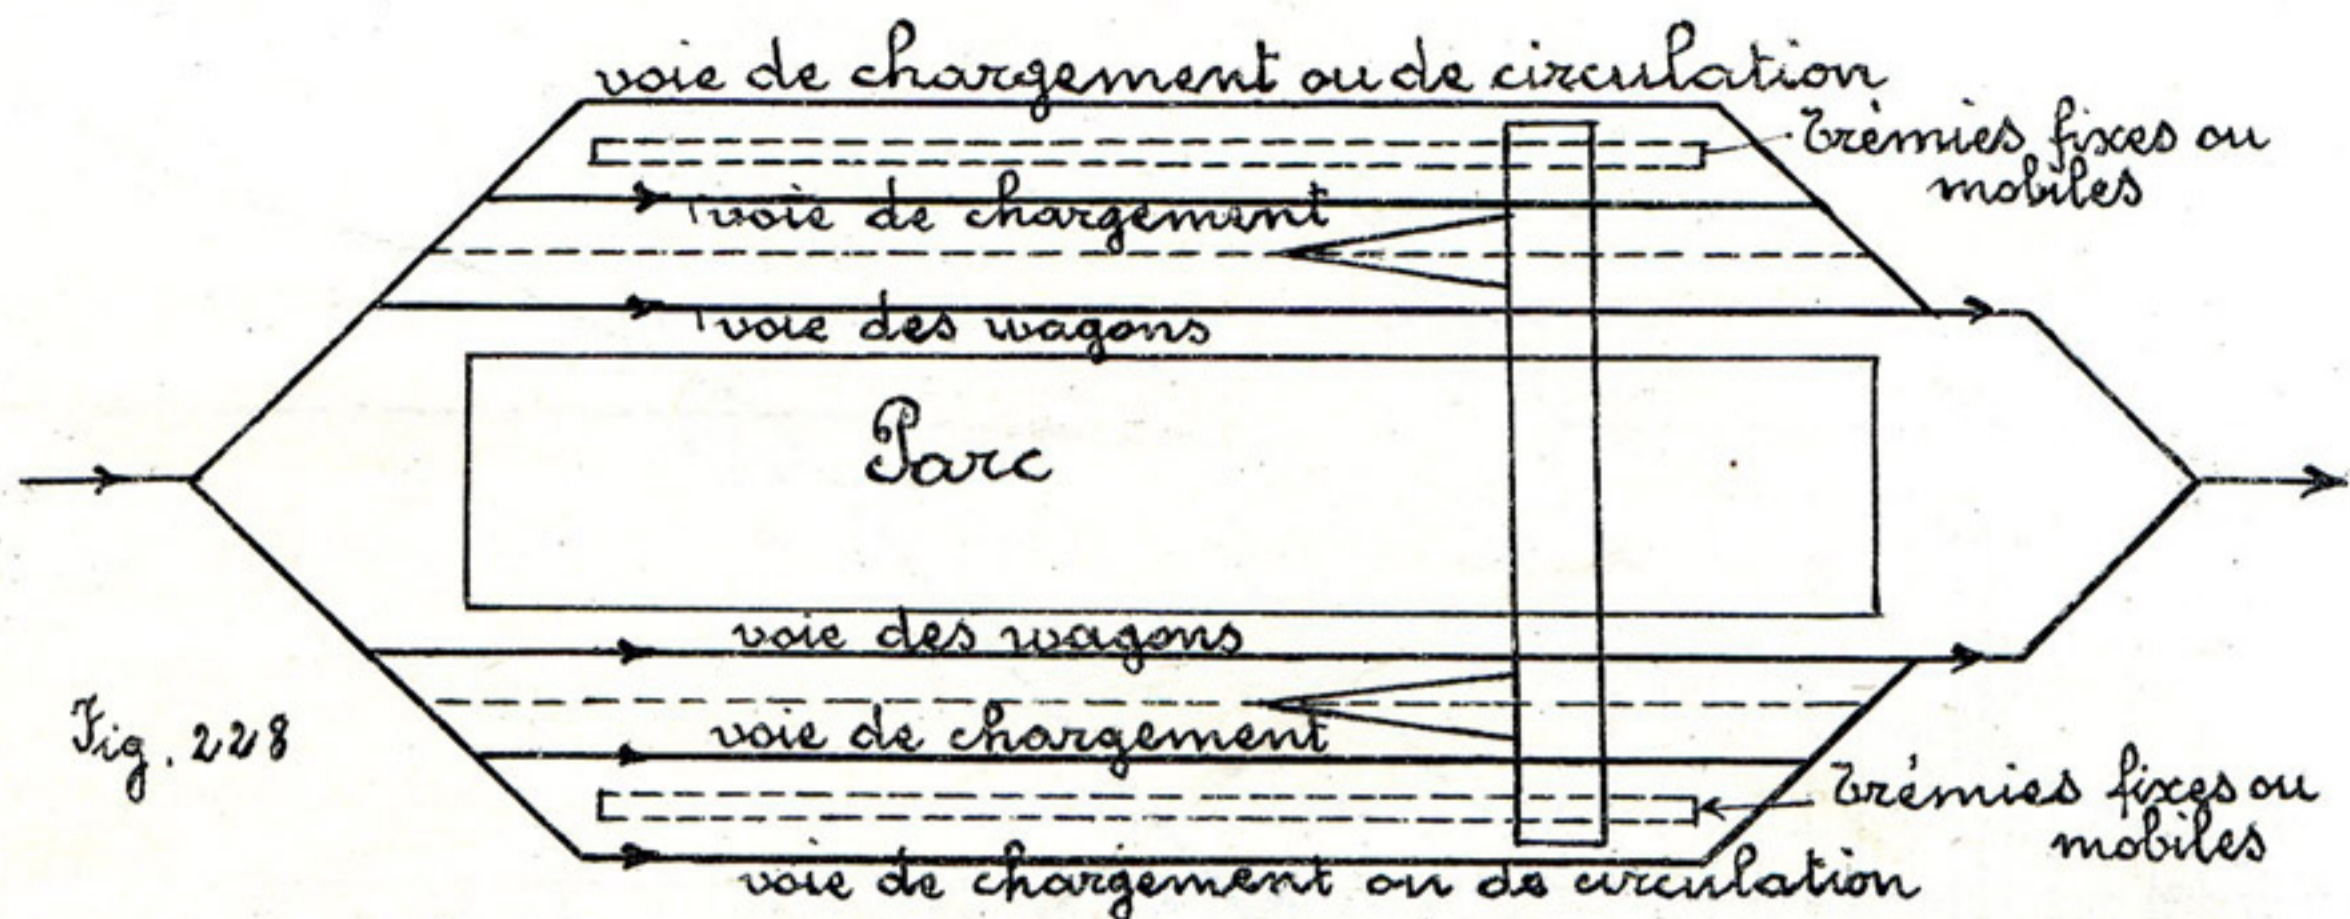 voie de chargement ou de circulation
Trémies fixes ou
mobiles
voie de chargement
voie des wagons
Parc
voie des wagons
Fig. 228
voie de chargement
Trémies fixes ou
mobiles
voie de chargement ou de circulation